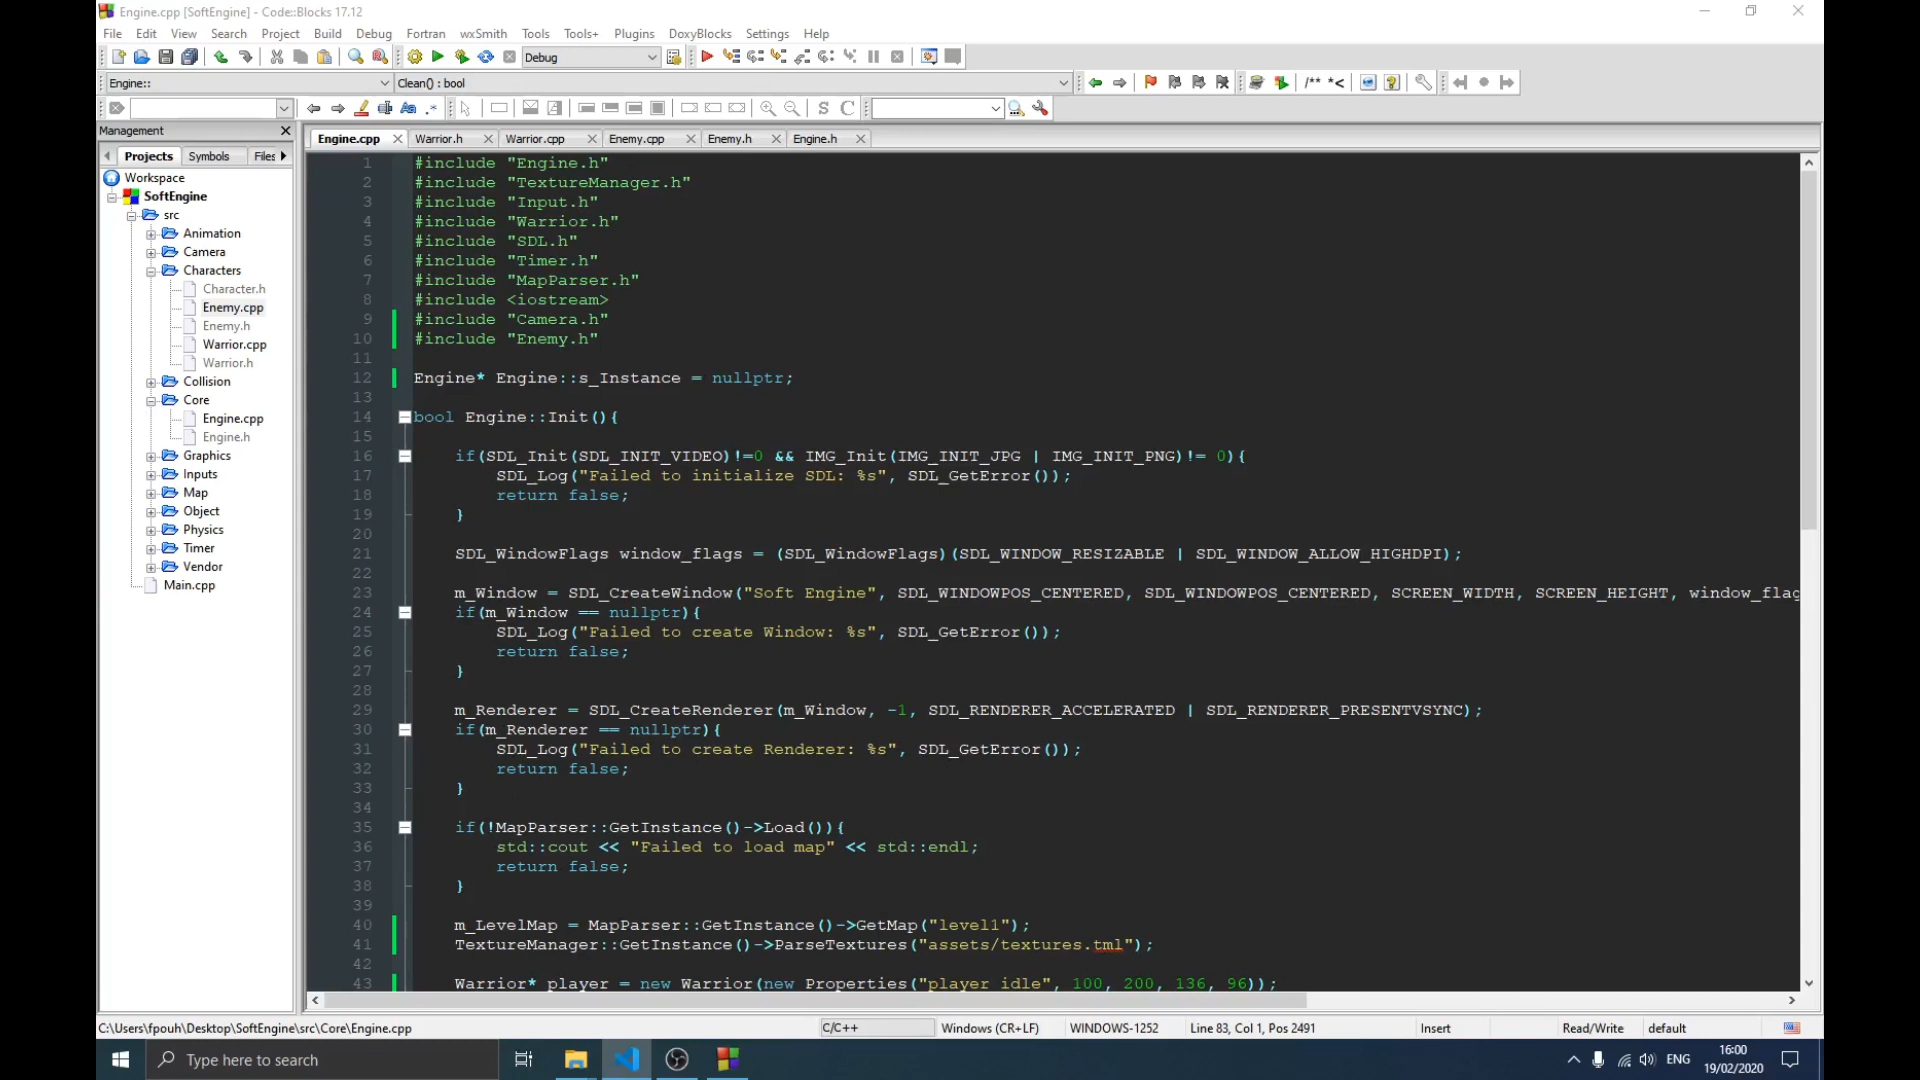 Engine.cpp [SoftEngine] - Code::Blocks 17.12
File Edit View Search Project Build Debug Fortran wxSmith Tools Tools+ Plugins DoxyBlocks Settings Help
Debug
Engine:: Clean() : bool
/** *<
.* S C
Management
Projects Symbols Files
Engine.cpp Warrior.h Warrior.cpp Enemy.cpp Enemy.h Engine.h
Workspace
SoftEngine
src
Animation
Camera
Characters
Character.h
Enemy.cpp
Enemy.h
Warrior.cpp
Warrior.h
Collision
Core
Engine.cpp
Engine.h
Graphics
Inputs
Map
Object
Physics
Timer
Vendor
Main.cpp
1 #include "Engine.h"
2 #include "TextureManager.h"
3 #include "Input.h"
4 #include "Warrior.h"
5 #include "SDL.h"
6 #include "Timer.h"
7 #include "MapParser.h"
8 #include <iostream>
9 #include "Camera.h"
10 #include "Enemy.h"
11
12 Engine* Engine::s_Instance = nullptr;
13
14 bool Engine::Init(){
15
16 if(SDL_Init(SDL_INIT_VIDEO)!=0 && IMG_Init(IMG_INIT_JPG | IMG_INIT_PNG)!= 0){
17 SDL_Log("Failed to initialize SDL: %s", SDL_GetError());
18 return false;
19 }
20
21 SDL_WindowFlags window_flags = (SDL_WindowFlags)(SDL_WINDOW_RESIZABLE | SDL_WINDOW_ALLOW_HIGHDPI);
22
23 m_Window = SDL_CreateWindow("Soft Engine", SDL_WINDOWPOS_CENTERED, SDL_WINDOWPOS_CENTERED, SCREEN_WIDTH, SCREEN_HEIGHT, window_flag
24 if(m_Window == nullptr){
25 SDL_Log("Failed to create Window: %s", SDL_GetError());
26 return false;
27 }
28
29 m_Renderer = SDL_CreateRenderer(m_Window, -1, SDL_RENDERER_ACCELERATED | SDL_RENDERER_PRESENTVSYNC);
30 if(m_Renderer == nullptr){
31 SDL_Log("Failed to create Renderer: %s", SDL_GetError());
32 return false;
33 }
34
35 if(!MapParser::GetInstance()->Load()){
36 std::cout << "Failed to load map" << std::endl;
37 return false;
38 }
39
40 m_LevelMap = MapParser::GetInstance()->GetMap("level1");
41 TextureManager::GetInstance()->ParseTextures("assets/textures.tml");
42
43 Warrior* player = new Warrior(new Properties("player_idle", 100, 200, 136, 96));
C:\Users\fpouh\Desktop\SoftEngine\src\Core\Engine.cpp C/C++ Windows (CR+LF) WINDOWS-1252 Line 83, Col 1, Pos 2491 Insert Read/Write default
Type here to search
ENG
16:00
19/02/2020